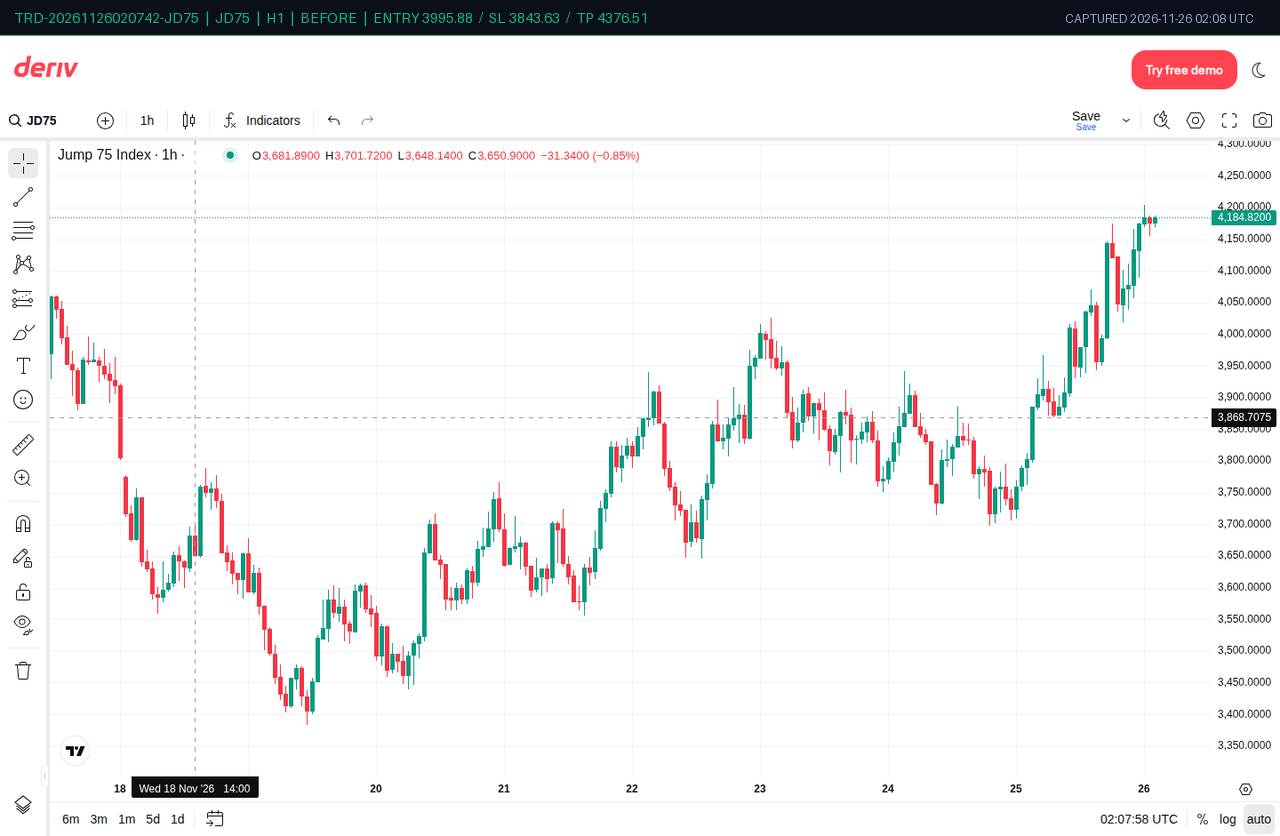 TRD-20261126020742-JD75 | JD75 | H1 | BEFORE | ENTRY 3995.88 / SL 3843.63 / TP 4376.51
CAPTURED 2026-11-26 02:08 UTC
deriv
Try free demo
JD75
1h
Indicators
Save
Save
Jump 75 Index · 1h ·
O3,681.8900 H3,701.7200 L3,648.1400 C3,650.9000 −31.3400 (−0.85%)
4,300.0000
4,250.0000
4,200.0000
4,184.8200
4,150.0000
4,100.0000
4,050.0000
4,000.0000
3,950.0000
3,900.0000
3,868.7075
3,850.0000
3,800.0000
3,750.0000
3,700.0000
3,650.0000
3,600.0000
3,550.0000
3,500.0000
3,450.0000
3,400.0000
3,350.0000
18
Wed 18 Nov '26 14:00
20
21
22
23
24
25
26
6m 3m 1m 5d 1d
02:07:58 UTC
% log auto